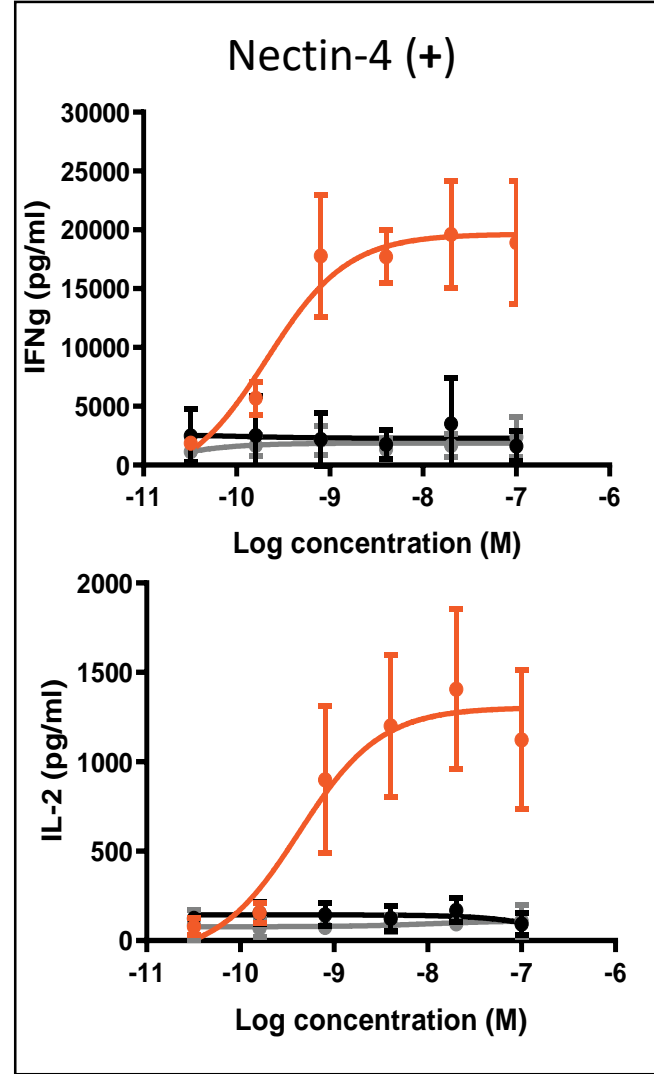 Nectin-4 (+)
30000
25000
20000
15000
10000
5000
0
IFNg (pg/ml)
-11 -10 -9 -8 -7 -6
Log concentration (M)
2000
1500
1000
500
0
IL-2 (pg/ml)
-11 -10 -9 -8 -7 -6
Log concentration (M)